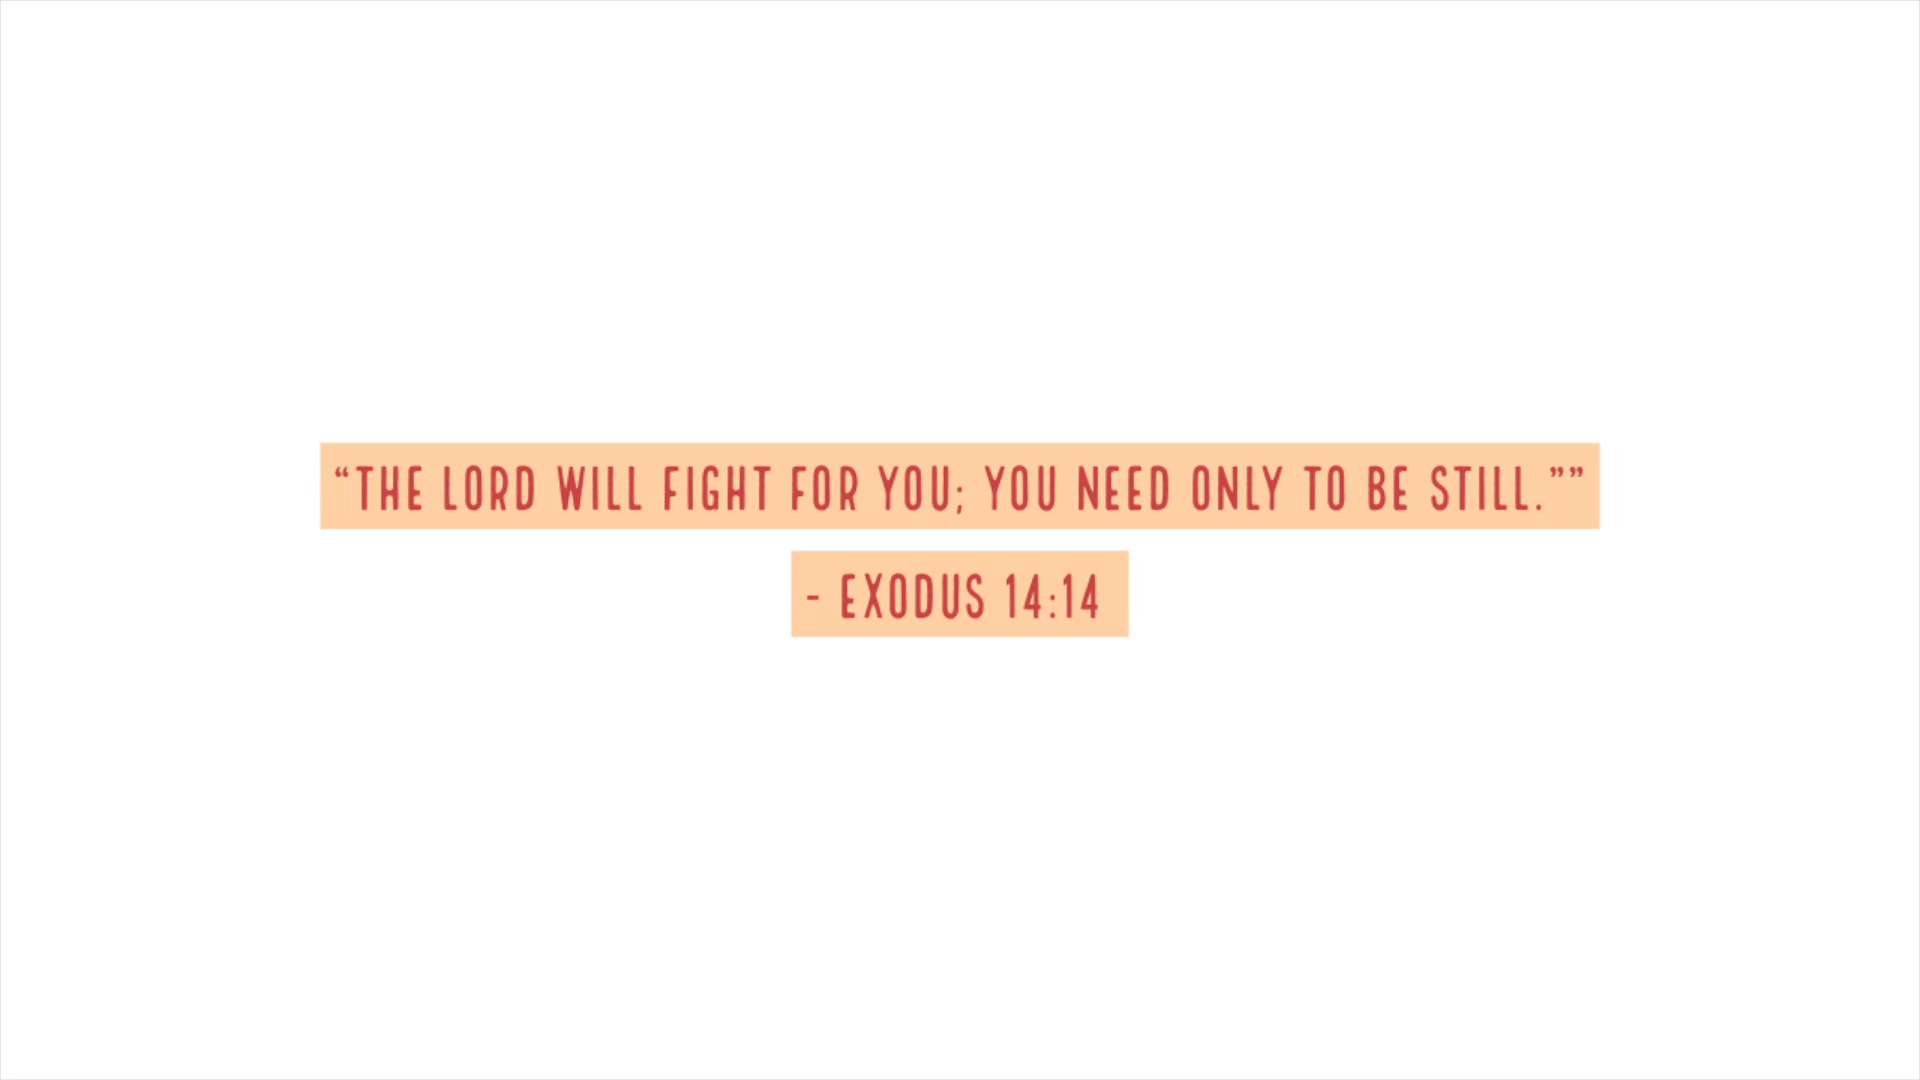 “THE LORD WILL FIGHT FOR YOU; YOU NEED ONLY TO BE STILL.””
- EXODUS 14:14